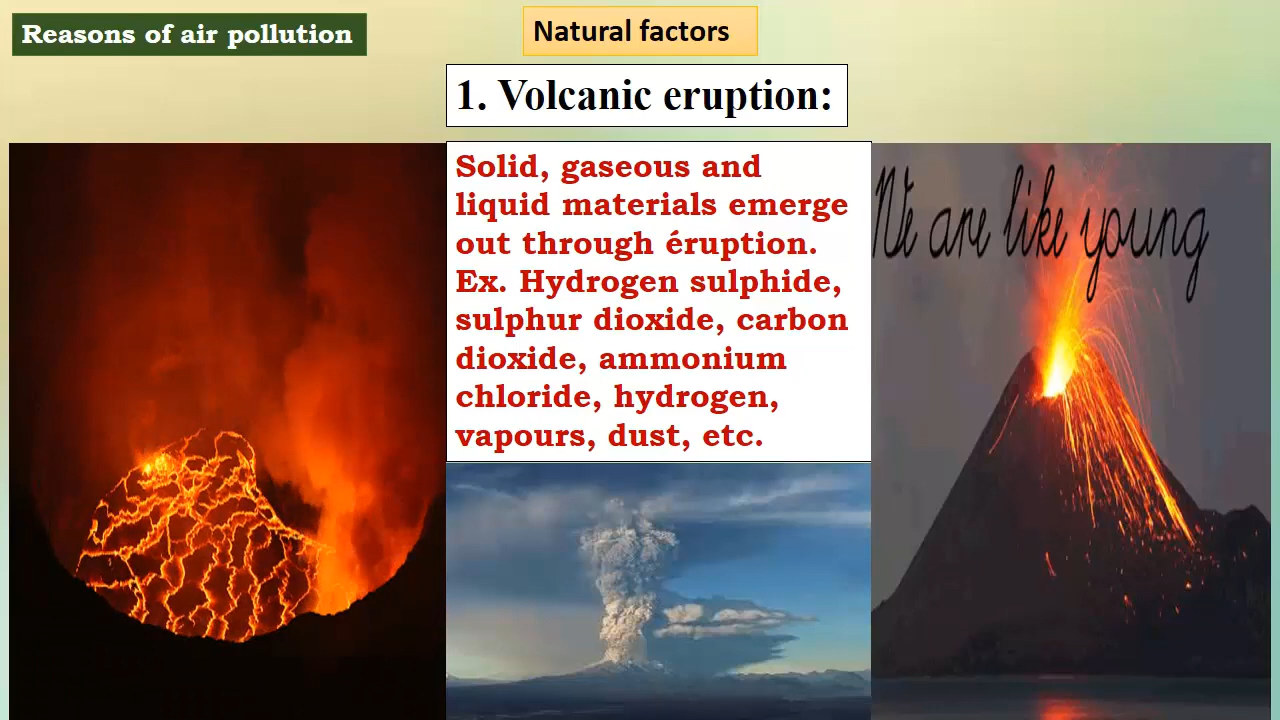 Reasons of air pollution
Natural factors
1. Volcanic eruption:
Solid, gaseous and
liquid materials emerge
out through éruption.
Ex. Hydrogen sulphide,
sulphur dioxide, carbon
dioxide, ammonium
chloride, hydrogen,
vapours, dust, etc.
We are like young